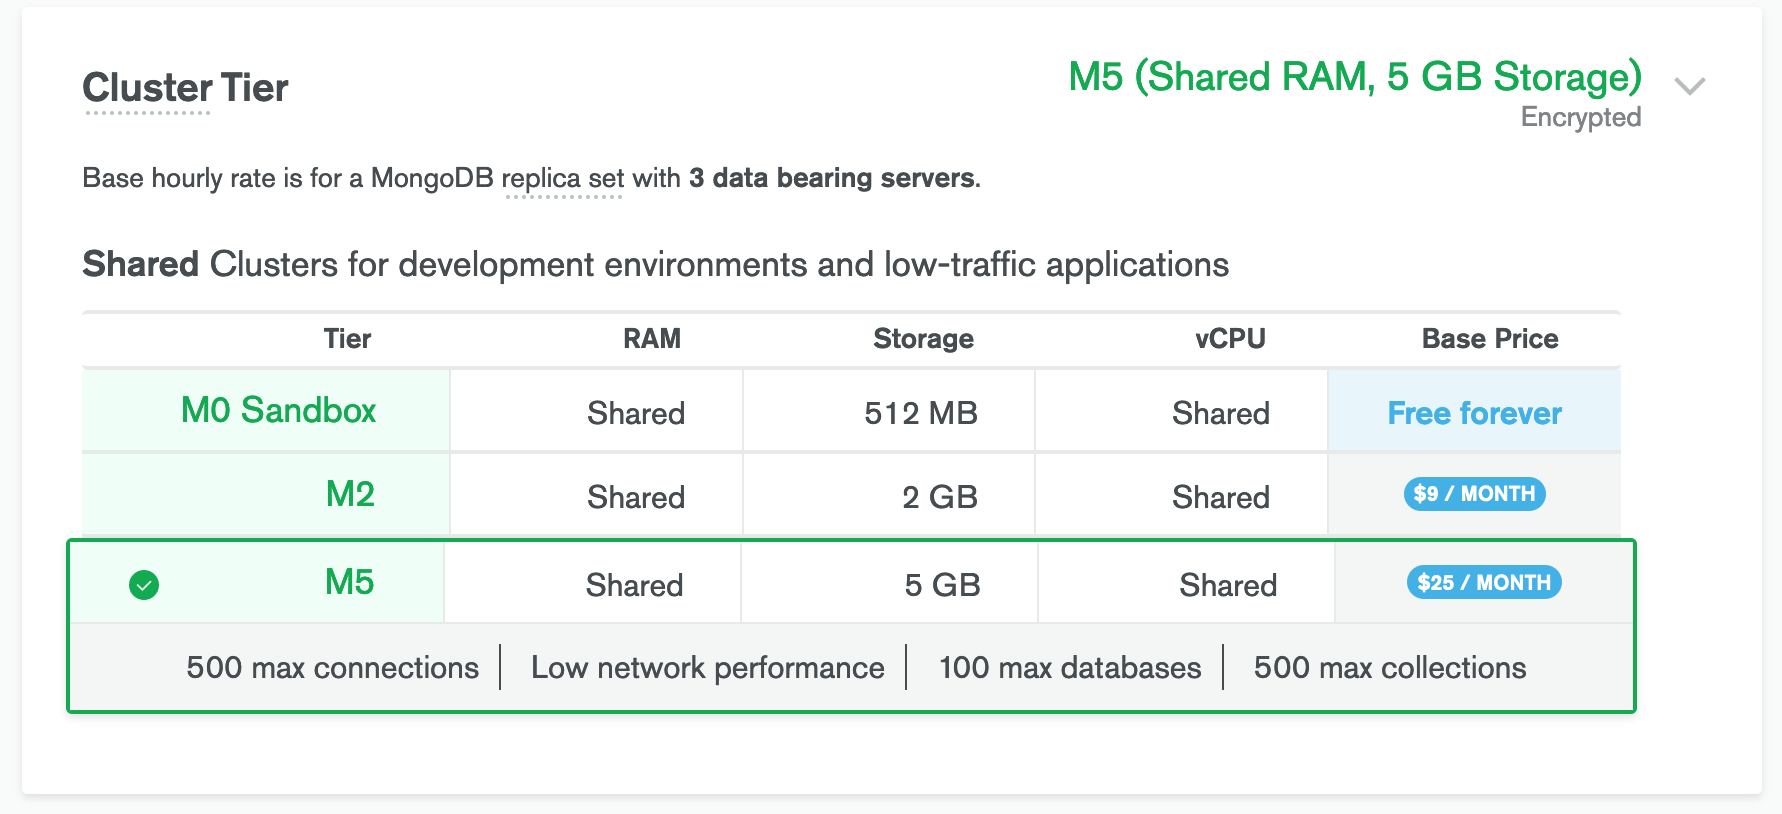 Cluster Tier
M5 (Shared RAM, 5 GB Storage)
Encrypted
Base hourly rate is for a MongoDB replica set with 3 data bearing servers.
Shared Clusters for development environments and low-traffic applications
Tier RAM Storage vCPU Base Price
M0 Sandbox Shared 512 MB Shared Free forever
M2 Shared 2 GB Shared $9 / MONTH
M5 Shared 5 GB Shared $25 / MONTH
500 max connections Low network performance 100 max databases 500 max collections